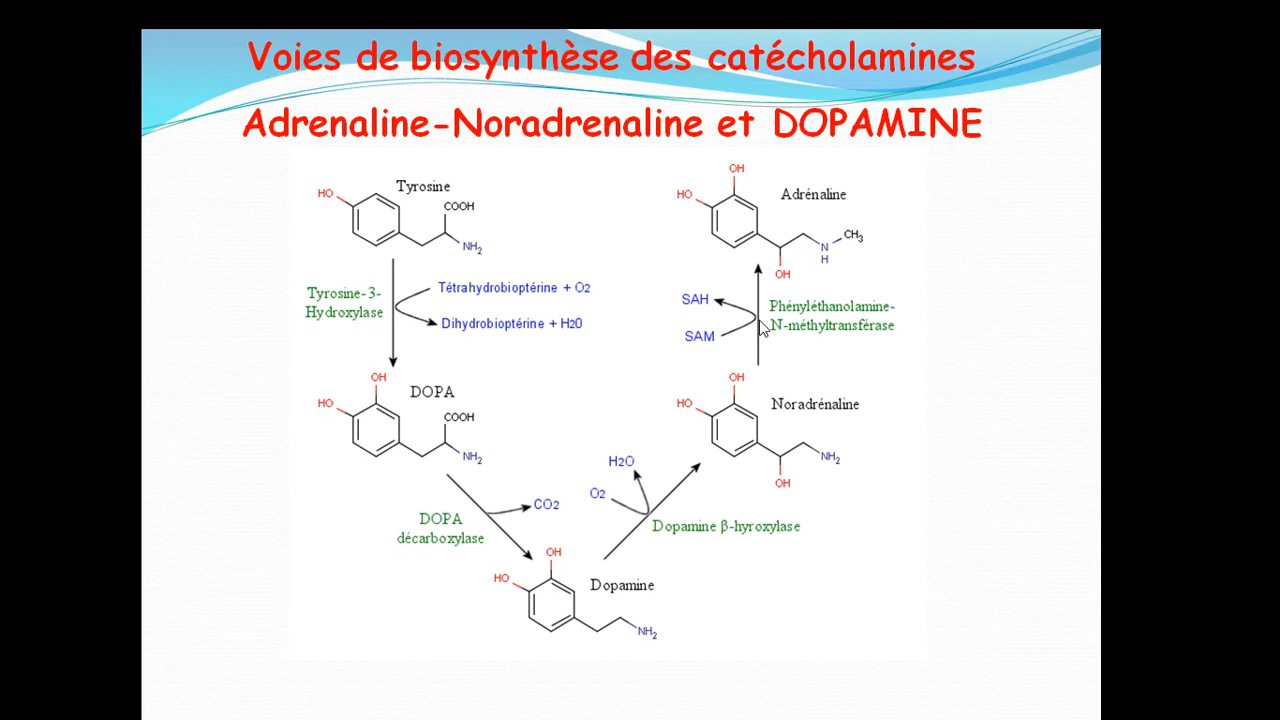 Voies de biosynthèse des catécholamines
Adrenaline-Noradrenaline et DOPAMINE
Tyrosine
HO
COOH
NH2
Tyrosine-3-
Hydroxylase
Tétrahydrobioptérine + O2
Dihydrobioptérine + H2O
OH
DOPA
HO
COOH
NH2
DOPA
décarboxylase
CO2
OH
HO
Dopamine
NH2
H2O
O2
Dopamine β-hyroxylase
OH
HO
Noradrénaline
NH2
OH
SAH
SAM
Phényléthanolamine-
N-méthyltransférase
OH
HO
Adrénaline
CH3
N
H
OH